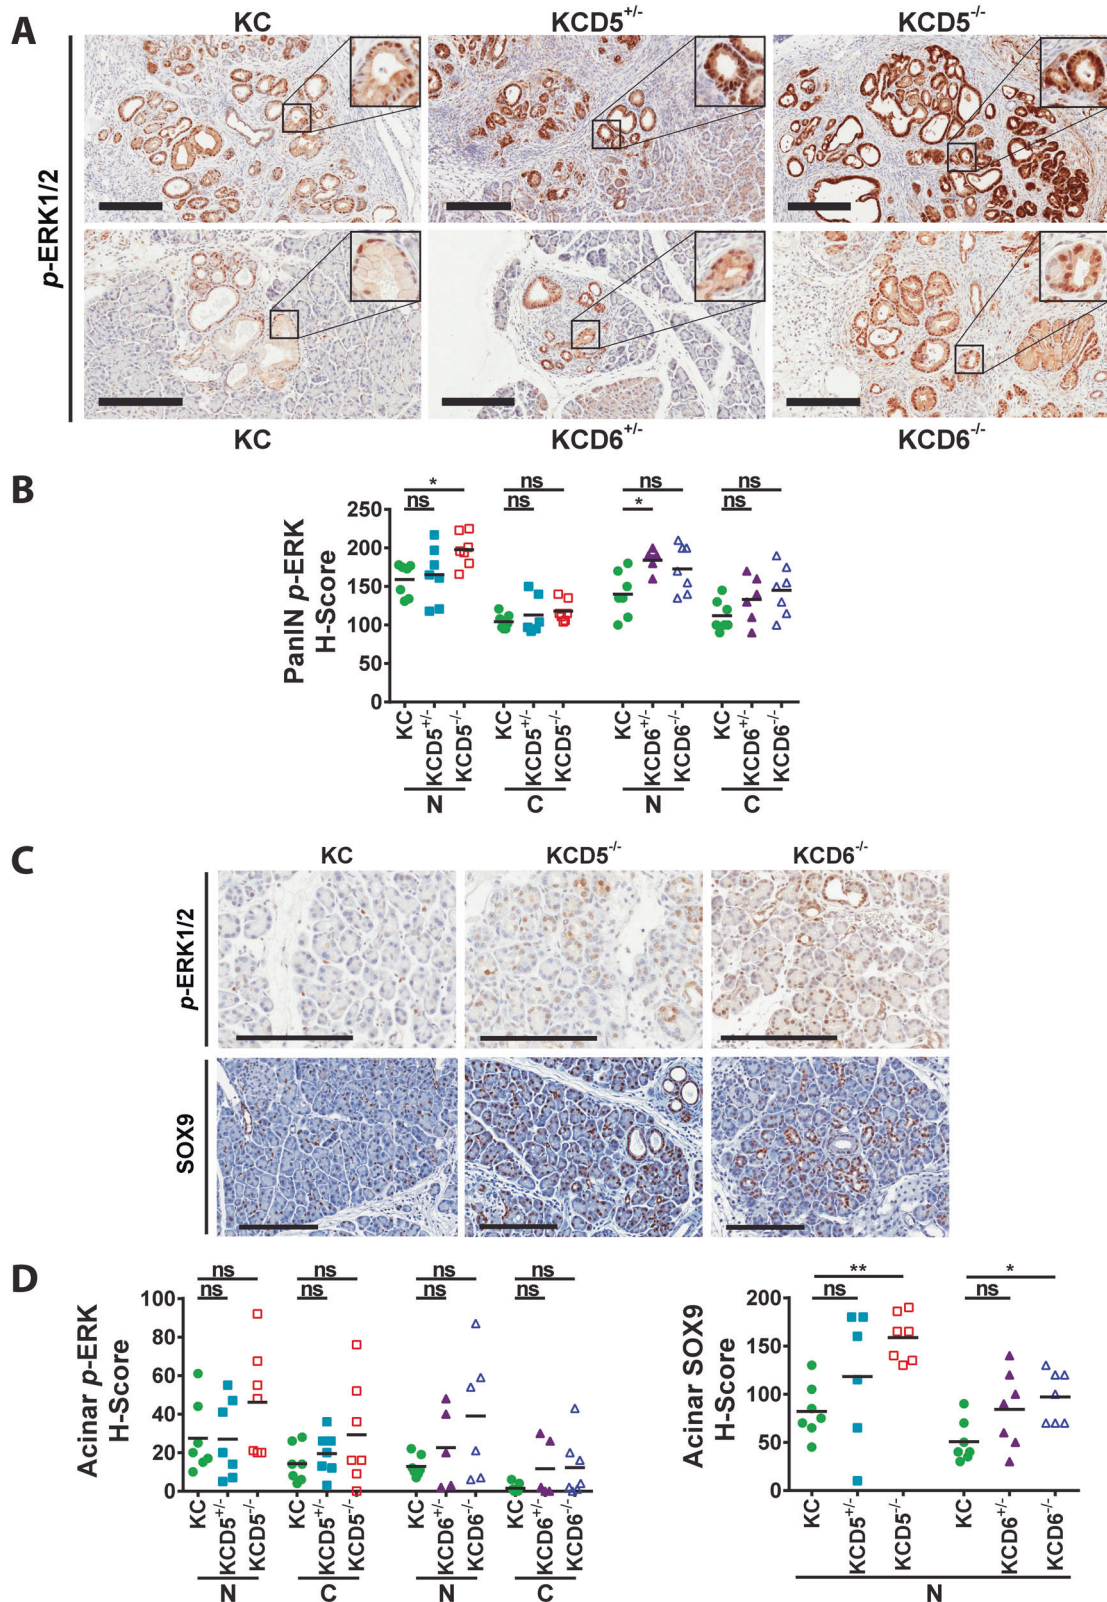 A
KC
KCD5+/-
KCD5-/-
p-ERK1/2
KC
KCD6+/-
KCD6-/-
B
PanIN p-ERK
H-Score
250
200
150
100
50
0
*
ns
ns
ns
ns
*
ns
ns
KC
KCD5+/-
KCD5-/-
KC
KCD5+/-
KCD5-/-
KC
KCD6+/-
KCD6-/-
KC
KCD6+/-
KCD6-/-
N
C
N
C
C
KC
KCD5-/-
KCD6-/-
p-ERK1/2
SOX9
D
Acinar p-ERK
H-Score
100
80
60
40
20
0
ns
ns
ns
ns
ns
ns
ns
ns
KC
KCD5+/-
KCD5-/-
KC
KCD5+/-
KCD5-/-
KC
KCD6+/-
KCD6-/-
KC
KCD6+/-
KCD6-/-
N
C
N
C
Acinar SOX9
H-Score
200
150
100
50
0
**
ns
*
ns
KC
KCD5+/-
KCD5-/-
KC
KCD6+/-
KCD6-/-
N